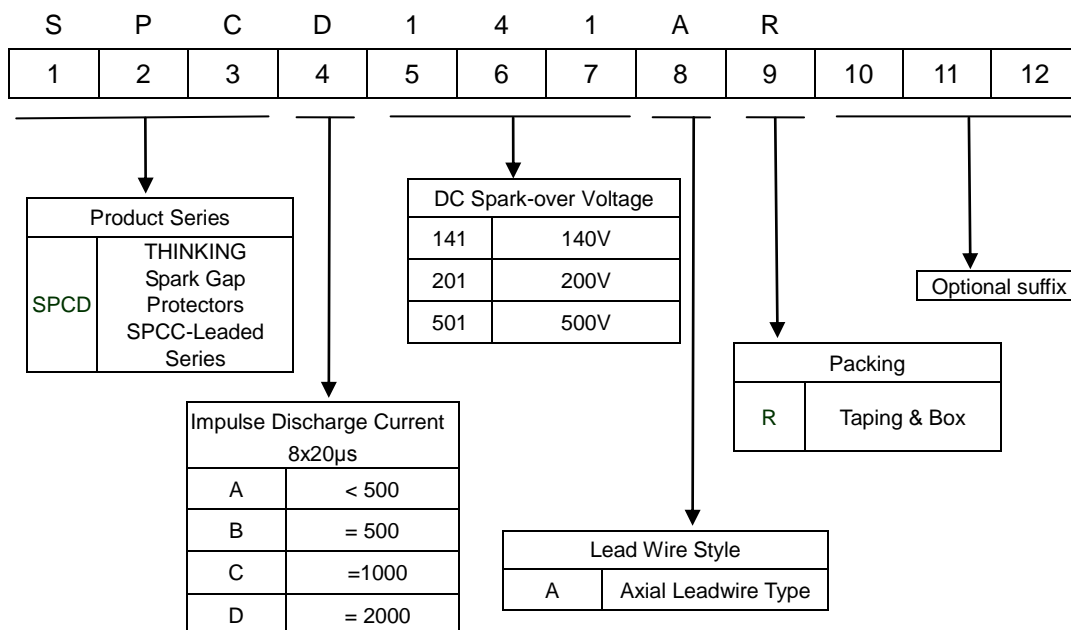 S P C D 1 4 1 A R
1 2 3 4 5 6 7 8 9 10 11 12
Product Series
SPCD
THINKING
Spark Gap
Protectors
SPCC-Leaded
Series
DC Spark-over Voltage
141 140V
201 200V
501 500V
Optional suffix
Packing
R Taping & Box
Impulse Discharge Current
8x20µs
A < 500
B = 500
C =1000
D = 2000
Lead Wire Style
A Axial Leadwire Type